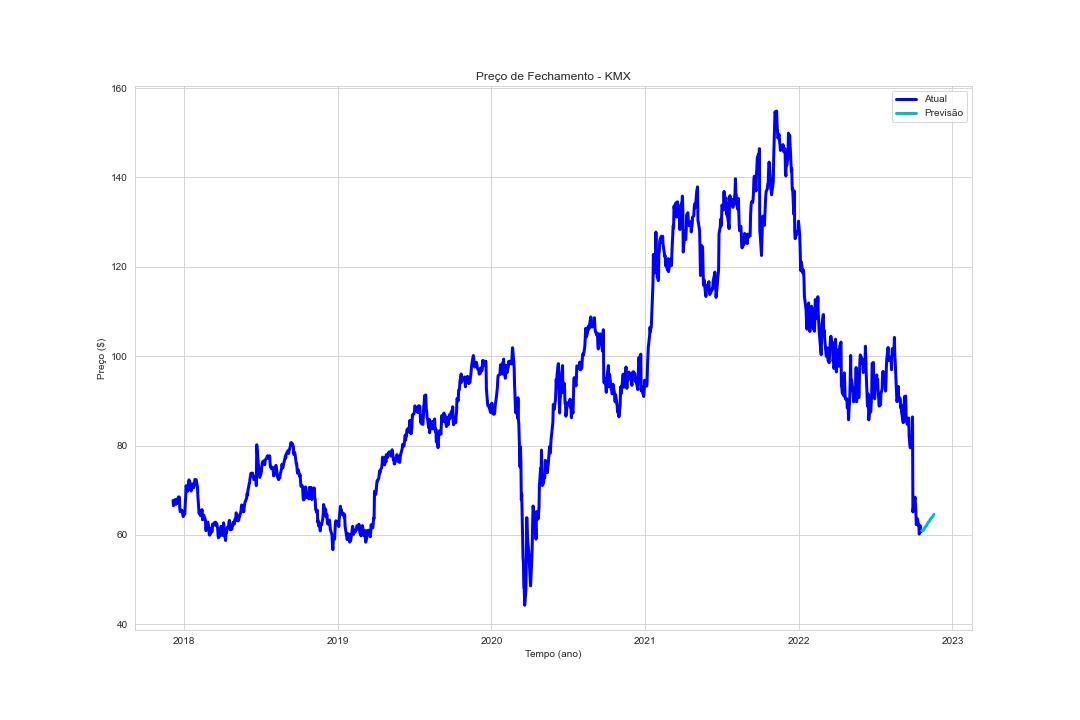 Preço de Fechamento - KMX
Atual
Previsão
160
140
120
100
80
60
40
Preço ($)
2018
2019
2020
2021
2022
2023
Tempo (ano)